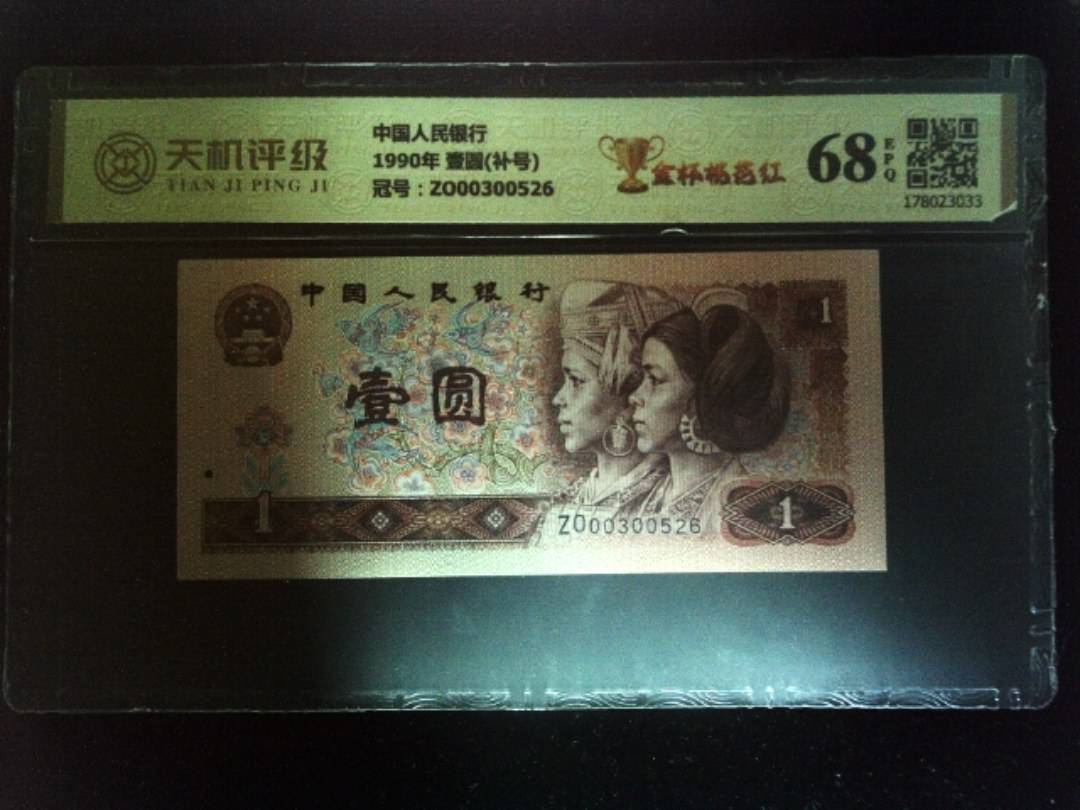 天机评级
TIAN JI PING JI
中国人民银行
1990年 壹圆(补号)
冠号：ZO00300526
金杯桃花红
68
EPQ
178023033
中国人民银行
1
壹圆
1
ZO00300526
1